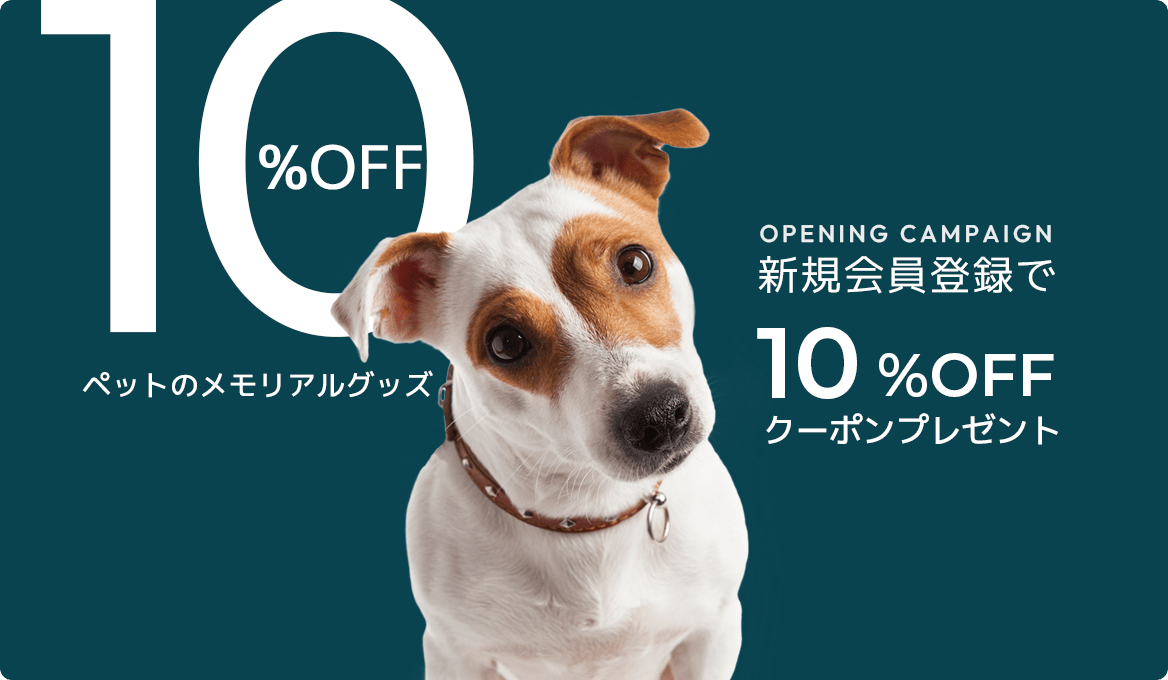 10
%OFF
ペットのメモリアルグッズ
OPENING CAMPAIGN
新規会員登録で
10 %OFF
クーポンプレゼント